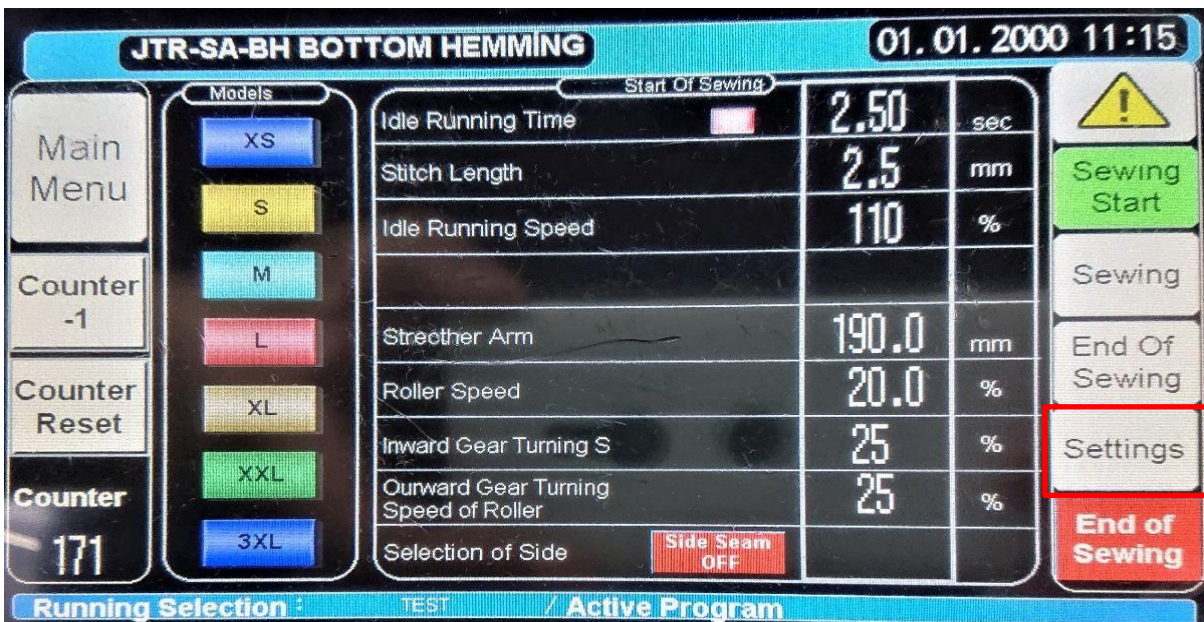 JTR-SA-BH BOTTOM HEMMİNG
01.01.2000 11:15
Main
Menu
Counter
-1
Counter
Reset
Counter
171
Models
XS
S
M
L
XL
XXL
3XL
Start Of Sewing
Idle Running Time 2.50 sec
Stitch Length 2.5 mm
Idle Running Speed 110 %
Strecther Arm 190.0 mm
Roller Speed 20.0 %
Inward Gear Turning S 25 %
Ourward Gear Turning
Speed of Roller 25 %
Selection of Side Side Seam
OFF
!
Sewing
Start
Sewing
End Of
Sewing
Settings
End of
Sewing
Running Selection : TEST / Active Program